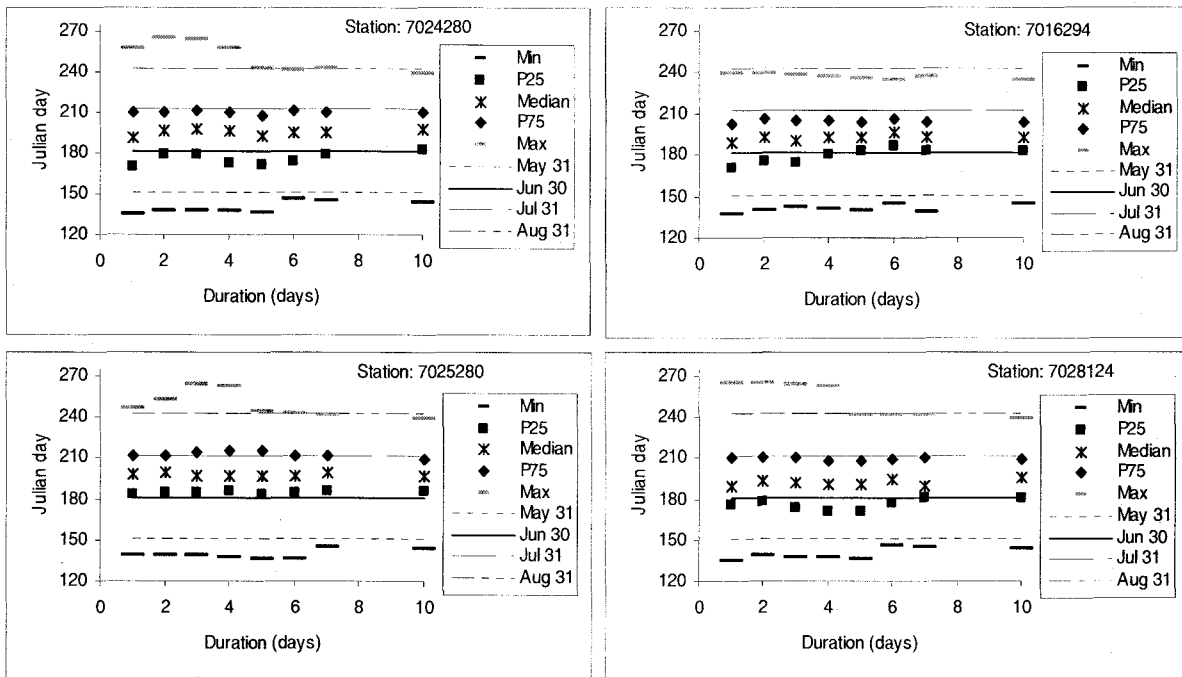 Station: 7024280
270
240
210
180
150
120
Julian day
0
2
4
6
8
10
Duration (days)
Min
P25
Median
P75
Max
May 31
Jun 30
Jul 31
Aug 31
Station: 7016294
270
240
210
180
150
120
Julian day
0
2
4
6
8
10
Duration (days)
Min
P25
Median
P75
Max
May 31
Jun 30
Jul 31
Aug 31
Station: 7025280
270
240
210
180
150
120
Julian day
0
2
4
6
8
10
Duration (days)
Min
P25
Median
P75
Max
May 31
Jun 30
Jul 31
Aug 31
Station: 7028124
270
240
210
180
150
120
Julian day
0
2
4
6
8
10
Duration (days)
Min
P25
Median
P75
Max
May 31
Jun 30
Jul 31
Aug 31